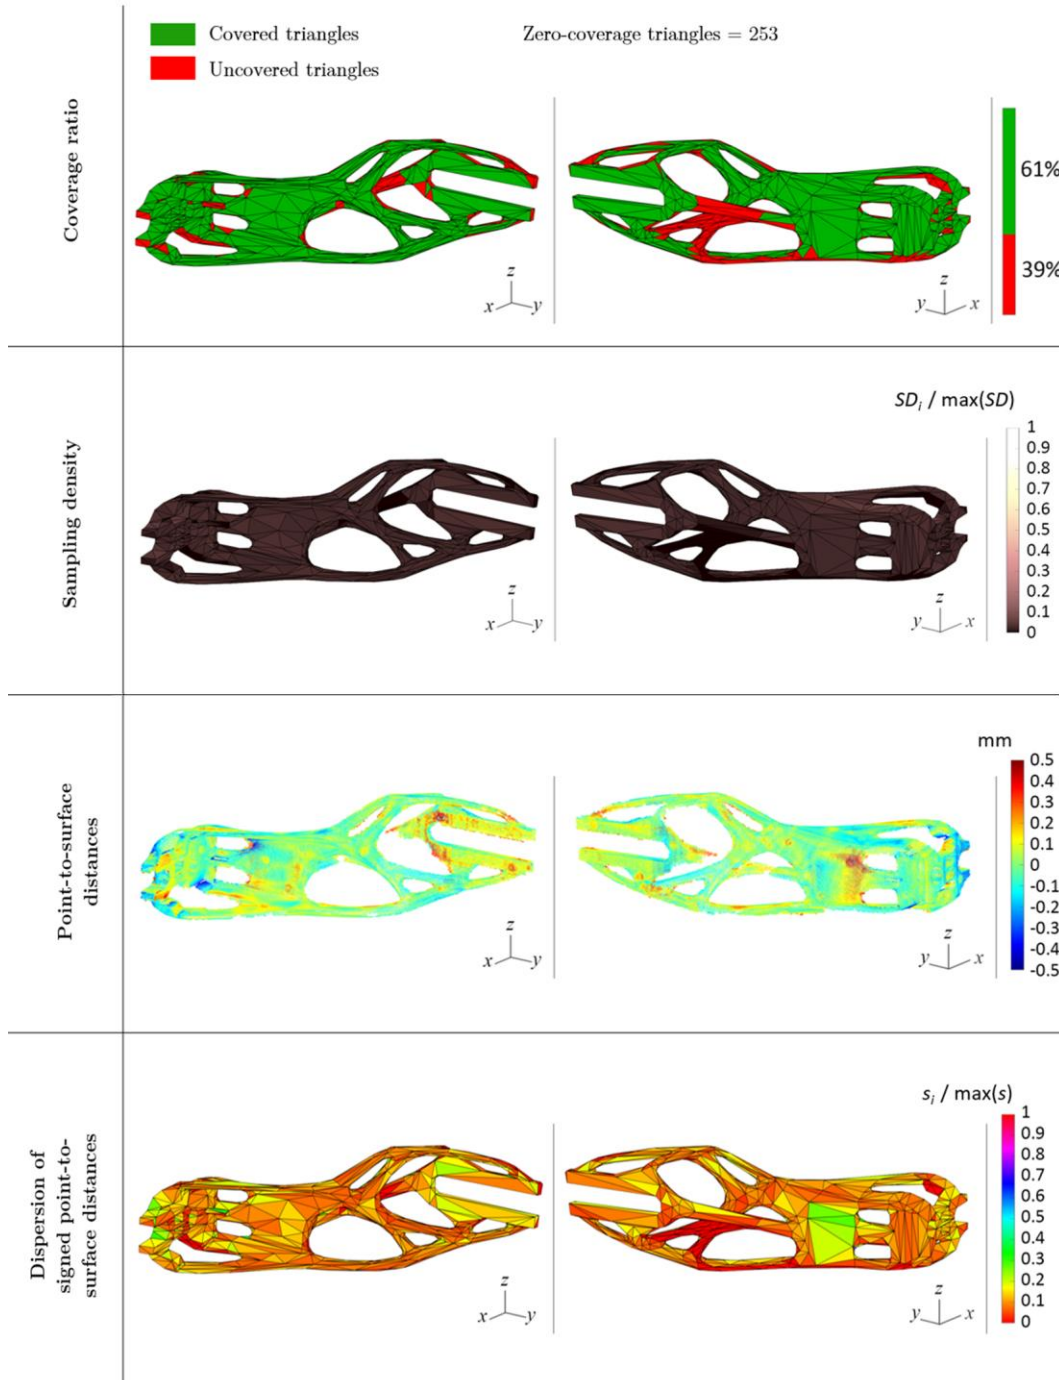 Covered triangles
Uncovered triangles
Zero-coverage triangles = 253
Coverage ratio
61%
39%
z
x
y
z
y
x
Sampling density
SDi / max(SD)
1
0.9
0.8
0.7
0.6
0.5
0.4
0.3
0.2
0.1
0
z
x
y
z
y
x
Point-to-surface
distances
mm
0.5
0.4
0.3
0.2
0.1
0
-0.1
-0.2
-0.3
-0.4
-0.5
z
x
y
z
y
x
Dispersion of
signed point-to-
surface distances
si / max(s)
1
0.9
0.8
0.7
0.6
0.5
0.4
0.3
0.2
0.1
0
z
x
y
z
y
x